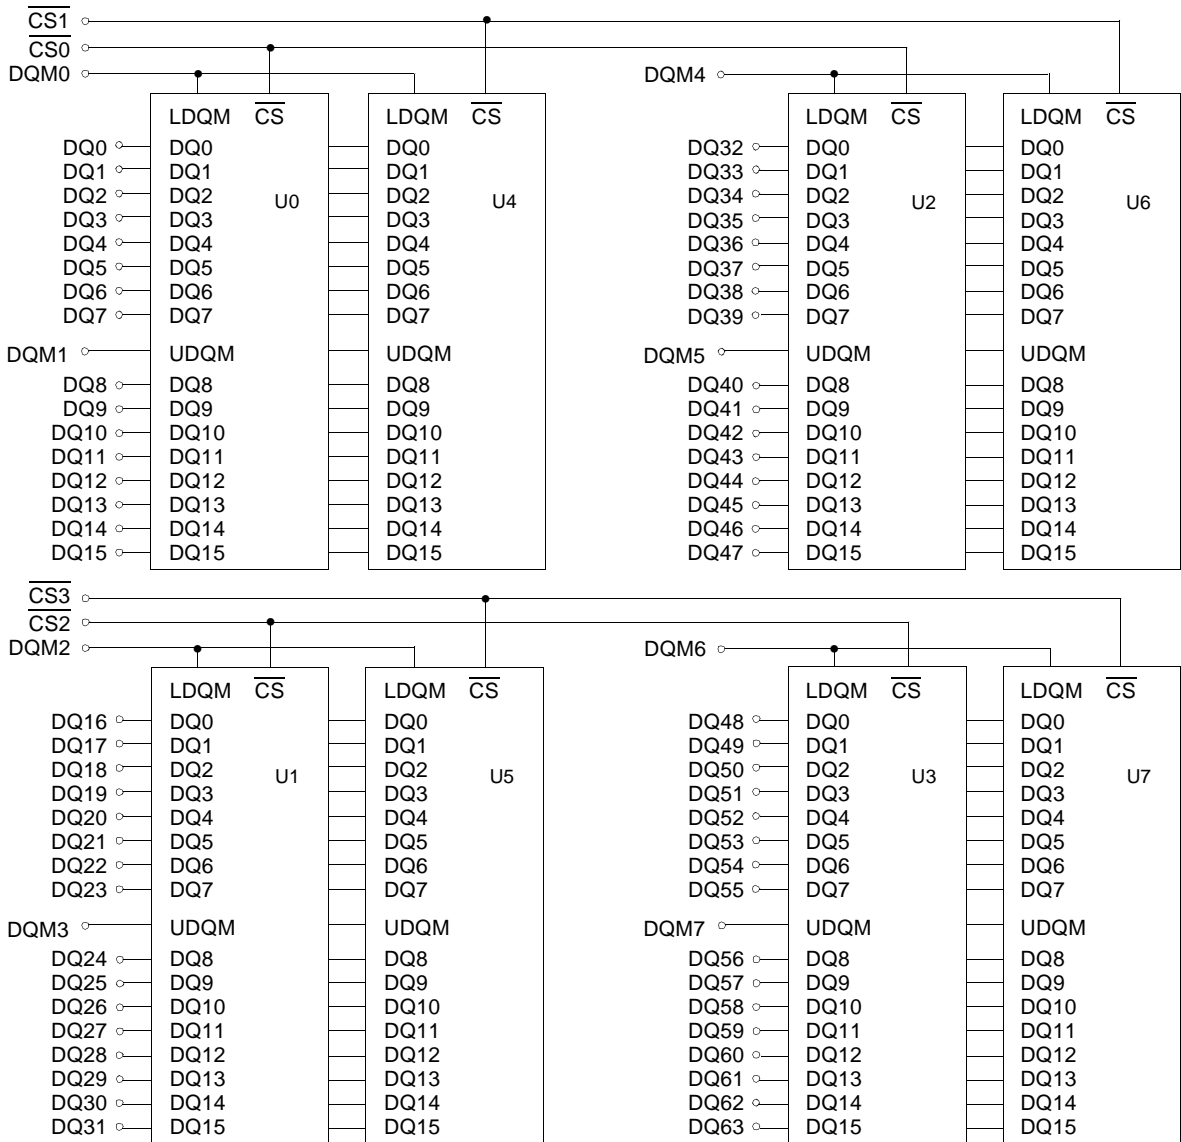 CS1
CS0
DQM0 DQM4
LDQM CS LDQM CS LDQM CS LDQM CS
DQ0 DQ0 DQ0 DQ32 DQ0 DQ0
DQ1 DQ1 DQ1 DQ33 DQ1 DQ1
DQ2 DQ2 U0 DQ2 U4 DQ34 DQ2 U2 DQ2 U6
DQ3 DQ3 DQ3 DQ35 DQ3 DQ3
DQ4 DQ4 DQ4 DQ36 DQ4 DQ4
DQ5 DQ5 DQ5 DQ37 DQ5 DQ5
DQ6 DQ6 DQ6 DQ38 DQ6 DQ6
DQ7 DQ7 DQ7 DQ39 DQ7 DQ7
DQM1 UDQM UDQM DQM5 UDQM UDQM
DQ8 DQ8 DQ8 DQ40 DQ8 DQ8
DQ9 DQ9 DQ9 DQ41 DQ9 DQ9
DQ10 DQ10 DQ10 DQ42 DQ10 DQ10
DQ11 DQ11 DQ11 DQ43 DQ11 DQ11
DQ12 DQ12 DQ12 DQ44 DQ12 DQ12
DQ13 DQ13 DQ13 DQ45 DQ13 DQ13
DQ14 DQ14 DQ14 DQ46 DQ14 DQ14
DQ15 DQ15 DQ15 DQ47 DQ15 DQ15
CS3
CS2
DQM2 DQM6
LDQM CS LDQM CS LDQM CS LDQM CS
DQ16 DQ0 DQ0 DQ48 DQ0 DQ0
DQ17 DQ1 DQ1 DQ49 DQ1 DQ1
DQ18 DQ2 U1 DQ2 U5 DQ50 DQ2 U3 DQ2 U7
DQ19 DQ3 DQ3 DQ51 DQ3 DQ3
DQ20 DQ4 DQ4 DQ52 DQ4 DQ4
DQ21 DQ5 DQ5 DQ53 DQ5 DQ5
DQ22 DQ6 DQ6 DQ54 DQ6 DQ6
DQ23 DQ7 DQ7 DQ55 DQ7 DQ7
DQM3 UDQM UDQM DQM7 UDQM UDQM
DQ24 DQ8 DQ8 DQ56 DQ8 DQ8
DQ25 DQ9 DQ9 DQ57 DQ9 DQ9
DQ26 DQ10 DQ10 DQ58 DQ10 DQ10
DQ27 DQ11 DQ11 DQ59 DQ11 DQ11
DQ28 DQ12 DQ12 DQ60 DQ12 DQ12
DQ29 DQ13 DQ13 DQ61 DQ13 DQ13
DQ30 DQ14 DQ14 DQ62 DQ14 DQ14
DQ31 DQ15 DQ15 DQ63 DQ15 DQ15